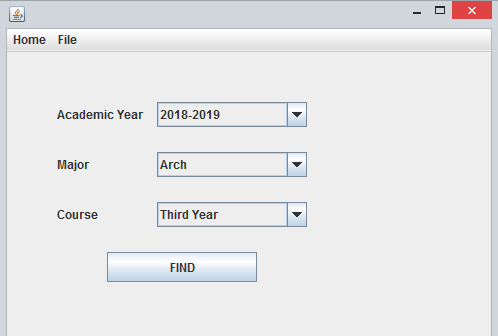 Home File
Academic Year 2018-2019
Major Arch
Course Third Year
FIND